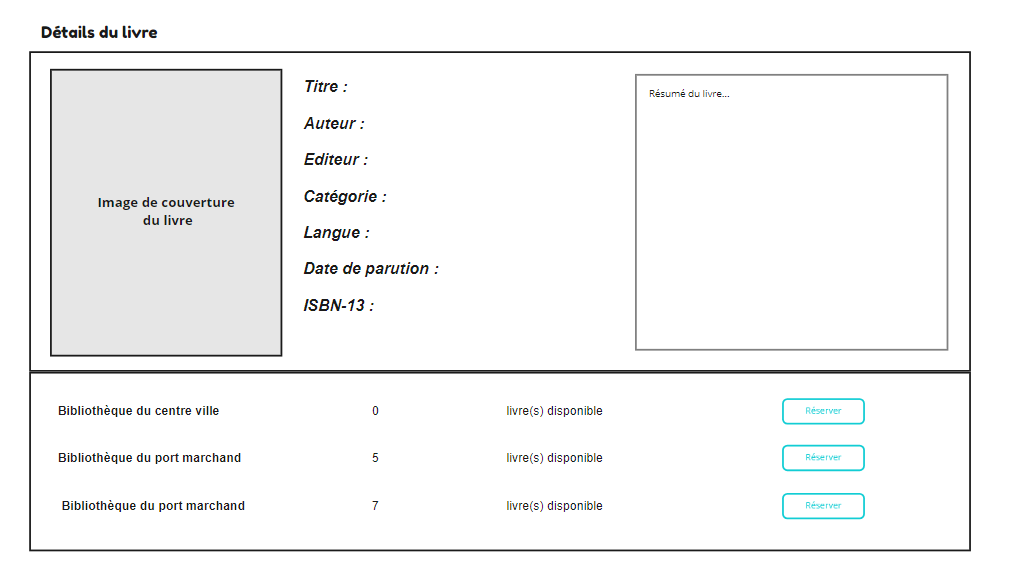 Détails du livre
Image de couverture
du livre
Titre :
Auteur :
Editeur :
Catégorie :
Langue :
Date de parution :
ISBN-13 :
Résumé du livre...
Bibliothèque du centre ville 0 livre(s) disponible Réserver
Bibliothèque du port marchand 5 livre(s) disponible Réserver
Bibliothèque du port marchand 7 livre(s) disponible Réserver